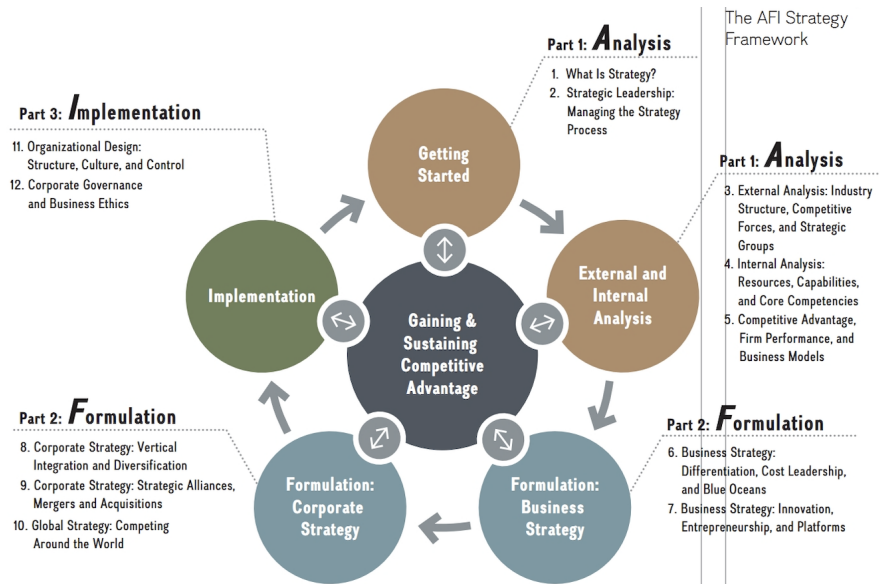 The AFI Strategy
Framework
Part 1: Analysis
1. What Is Strategy?
2. Strategic Leadership:
Managing the Strategy
Process
Part 3: Implementation
11. Organizational Design:
Structure, Culture, and Control
12. Corporate Governance
and Business Ethics
Getting
Started
Part 1: Analysis
3. External Analysis: Industry
Structure, Competitive
Forces, and Strategic
Groups
4. Internal Analysis:
Resources, Capabilities,
and Core Competencies
5. Competitive Advantage,
Firm Performance, and
Business Models
External and
Internal
Analysis
Implementation
Gaining &
Sustaining
Competitive
Advantage
Part 2: Formulation
8. Corporate Strategy: Vertical
Integration and Diversification
9. Corporate Strategy: Strategic Alliances,
Mergers and Acquisitions
10. Global Strategy: Competing
Around the World
Formulation:
Corporate
Strategy
Formulation:
Business
Strategy
Part 2: Formulation
6. Business Strategy:
Differentiation, Cost Leadership,
and Blue Oceans
7. Business Strategy: Innovation,
Entrepreneurship, and Platforms